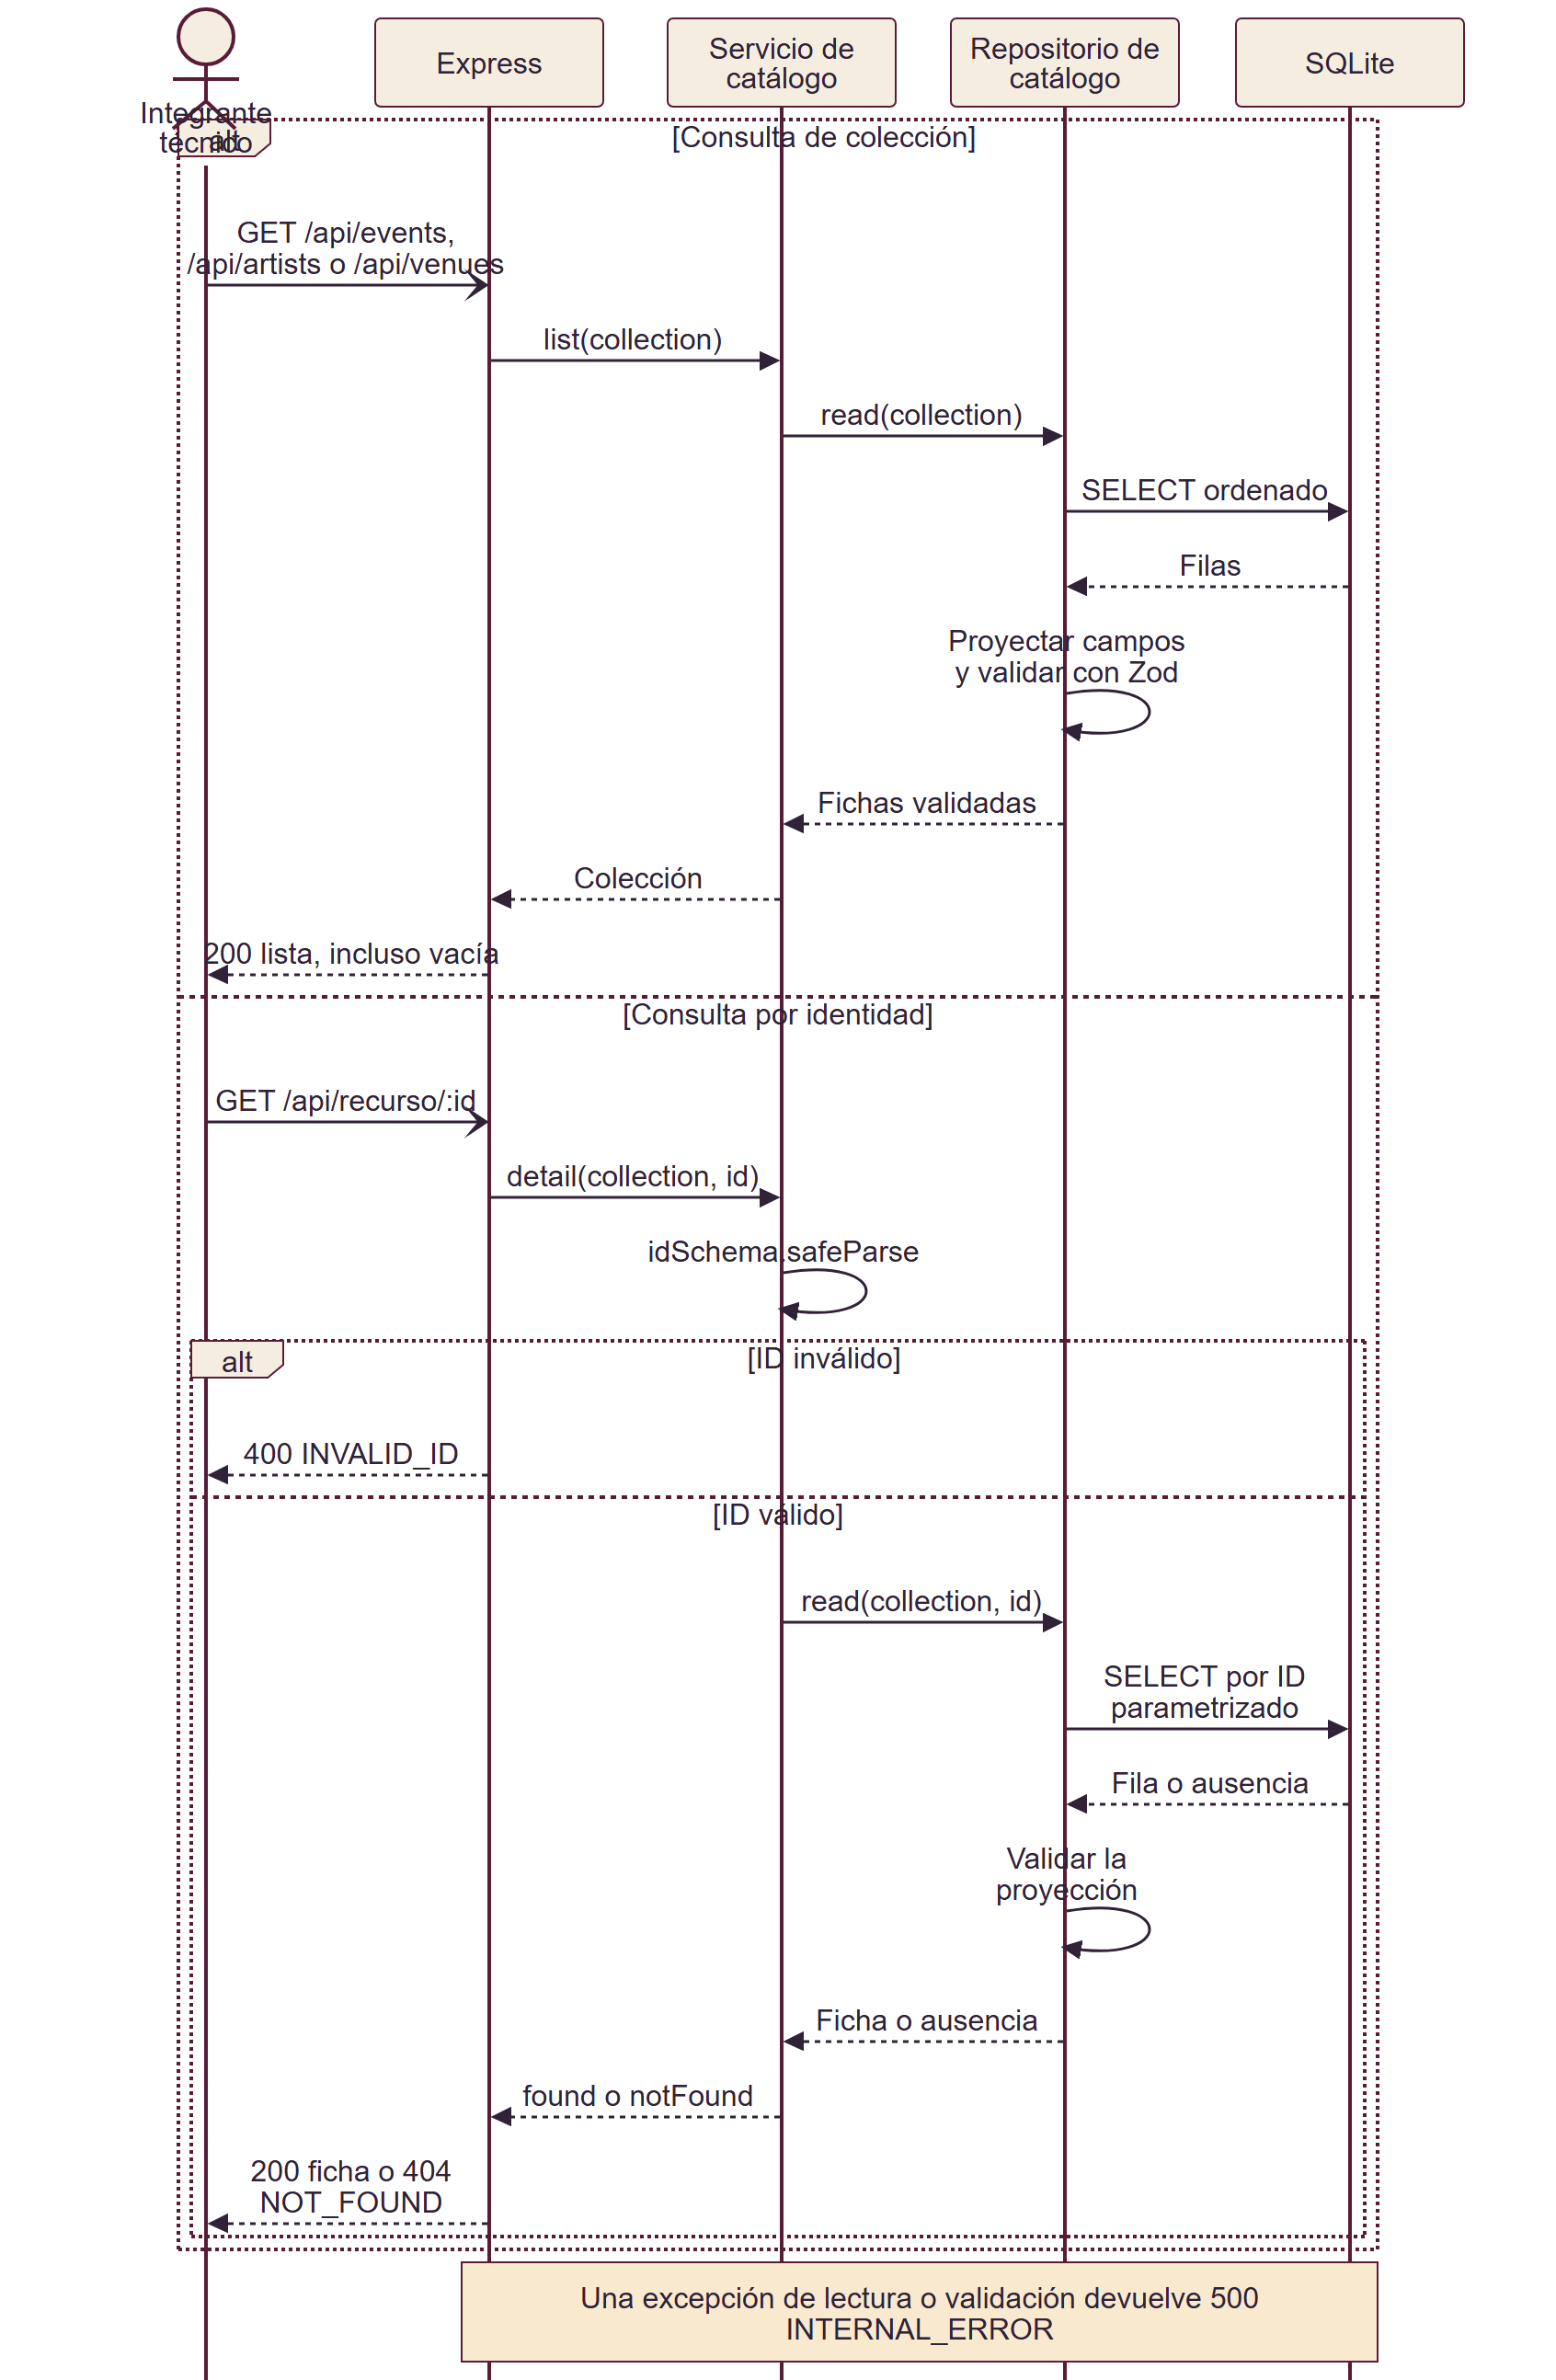 Express
Servicio de
catálogo
Repositorio de
catálogo
SQLite
Integrante
técnico
alt
[Consulta de colección]
GET /api/events,
/api/artists o /api/venues
list(collection)
read(collection)
SELECT ordenado
Filas
Proyectar campos
y validar con Zod
Fichas validadas
Colección
200 lista, incluso vacía
[Consulta por identidad]
GET /api/recurso/:id
detail(collection, id)
idSchema.safeParse
alt
[ID inválido]
400 INVALID_ID
[ID válido]
read(collection, id)
SELECT por ID
parametrizado
Fila o ausencia
Validar la
proyección
Ficha o ausencia
found o notFound
200 ficha o 404
NOT_FOUND
Una excepción de lectura o validación devuelve 500
INTERNAL_ERROR